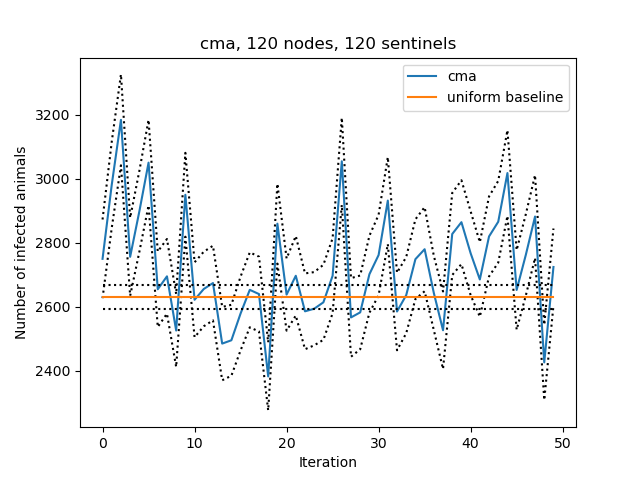 cma, 120 nodes, 120 sentinels
cma
uniform baseline
3200
3000
2800
2600
2400
Number of infected animals
0
10
20
30
40
50
Iteration